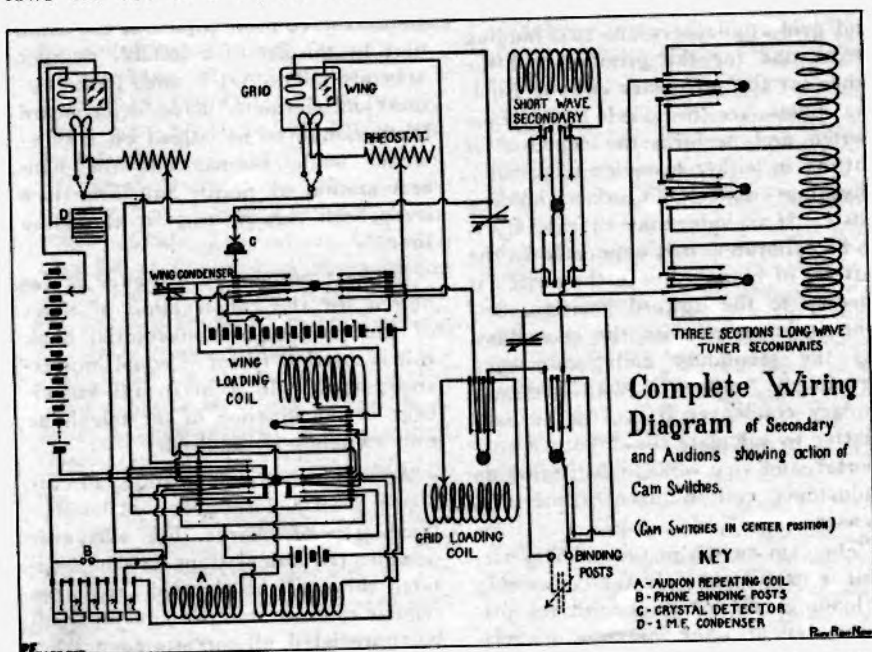 GRID
WING
RHEOSTAT
SHORT WAVE
SECONDARY
D
C
WING CONDENSER
THREE SECTIONS LONG WAVE
TUNER SECONDARIES
WING
LOADING
COIL
Complete Wiring
Diagram of Secondary
and Audions showing action of
Cam Switches.
(CAM SWITCHES IN CENTER POSITION)
GRID LOADING
COIL
BINDING
POSTS
KEY
A-AUDION REPEATING COIL
B-PHONE BINDING POSTS
C-CRYSTAL DETECTOR
D-1 M.F. CONDENSER
B
A